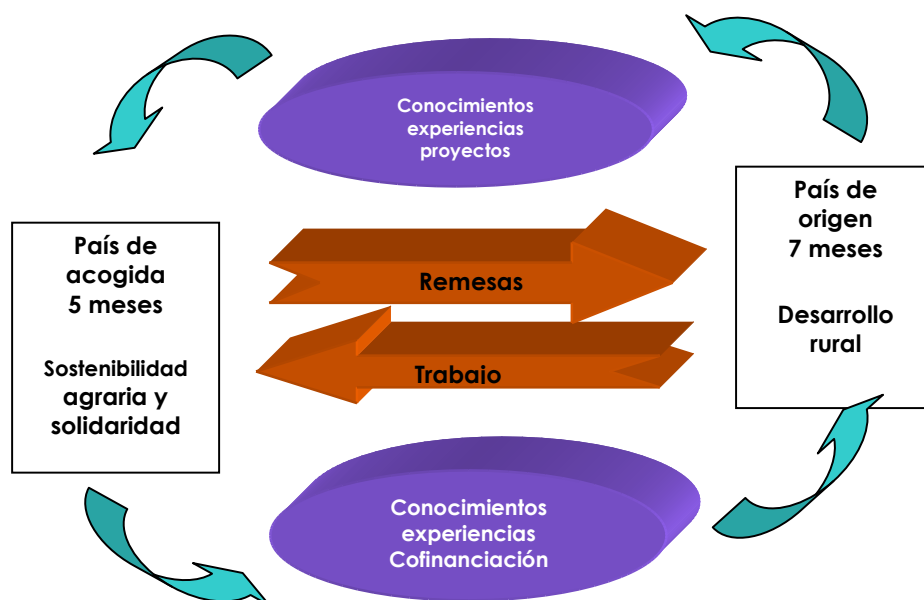 Conocimientos
experiencias
proyectos
País de
acogida
5 meses
Sostenibilidad
agraria y
solidaridad
Remesas
Trabajo
País de
origen
7 meses
Desarrollo
rural
Conocimientos
experiencias
Cofinanciación